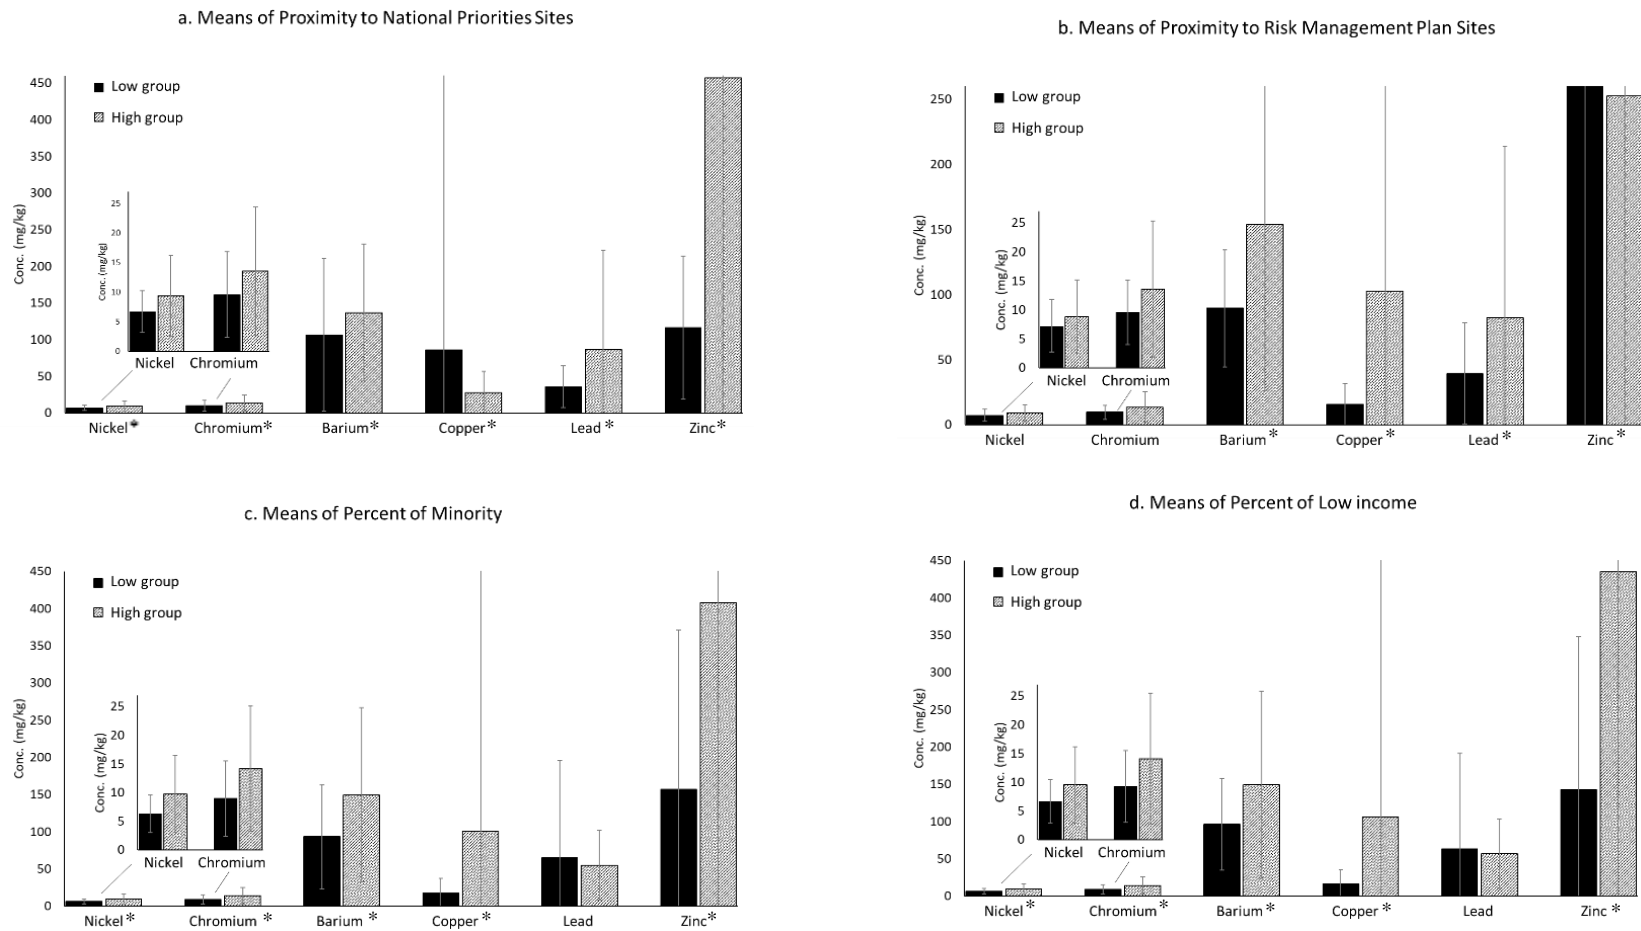 a. Means of Proximity to National Priorities Sites
Low group
High group
Conc. (mg/kg)
450
400
350
300
250
200
150
100
50
0
Conc. (mg/kg)
25
20
15
10
5
0
Nickel Chromium
Nickel* Chromium* Barium* Copper* Lead* Zinc*
b. Means of Proximity to Risk Management Plan Sites
Low group
High group
Conc. (mg/kg)
250
200
150
100
50
0
Conc. (mg/kg)
25
20
15
10
5
0
Nickel Chromium
Nickel Chromium Barium* Copper* Lead* Zinc*
c. Means of Percent of Minority
Low group
High group
Conc. (mg/kg)
450
400
350
300
250
200
150
100
50
0
Conc. (mg/kg)
25
20
15
10
5
0
Nickel Chromium
Nickel* Chromium* Barium* Copper* Lead Zinc*
d. Means of Percent of Low income
Low group
High group
Conc. (mg/kg)
450
400
350
300
250
200
150
100
50
0
Conc. (mg/kg)
25
20
15
10
5
0
Nickel Chromium
Nickel* Chromium* Barium* Copper* Lead Zinc*